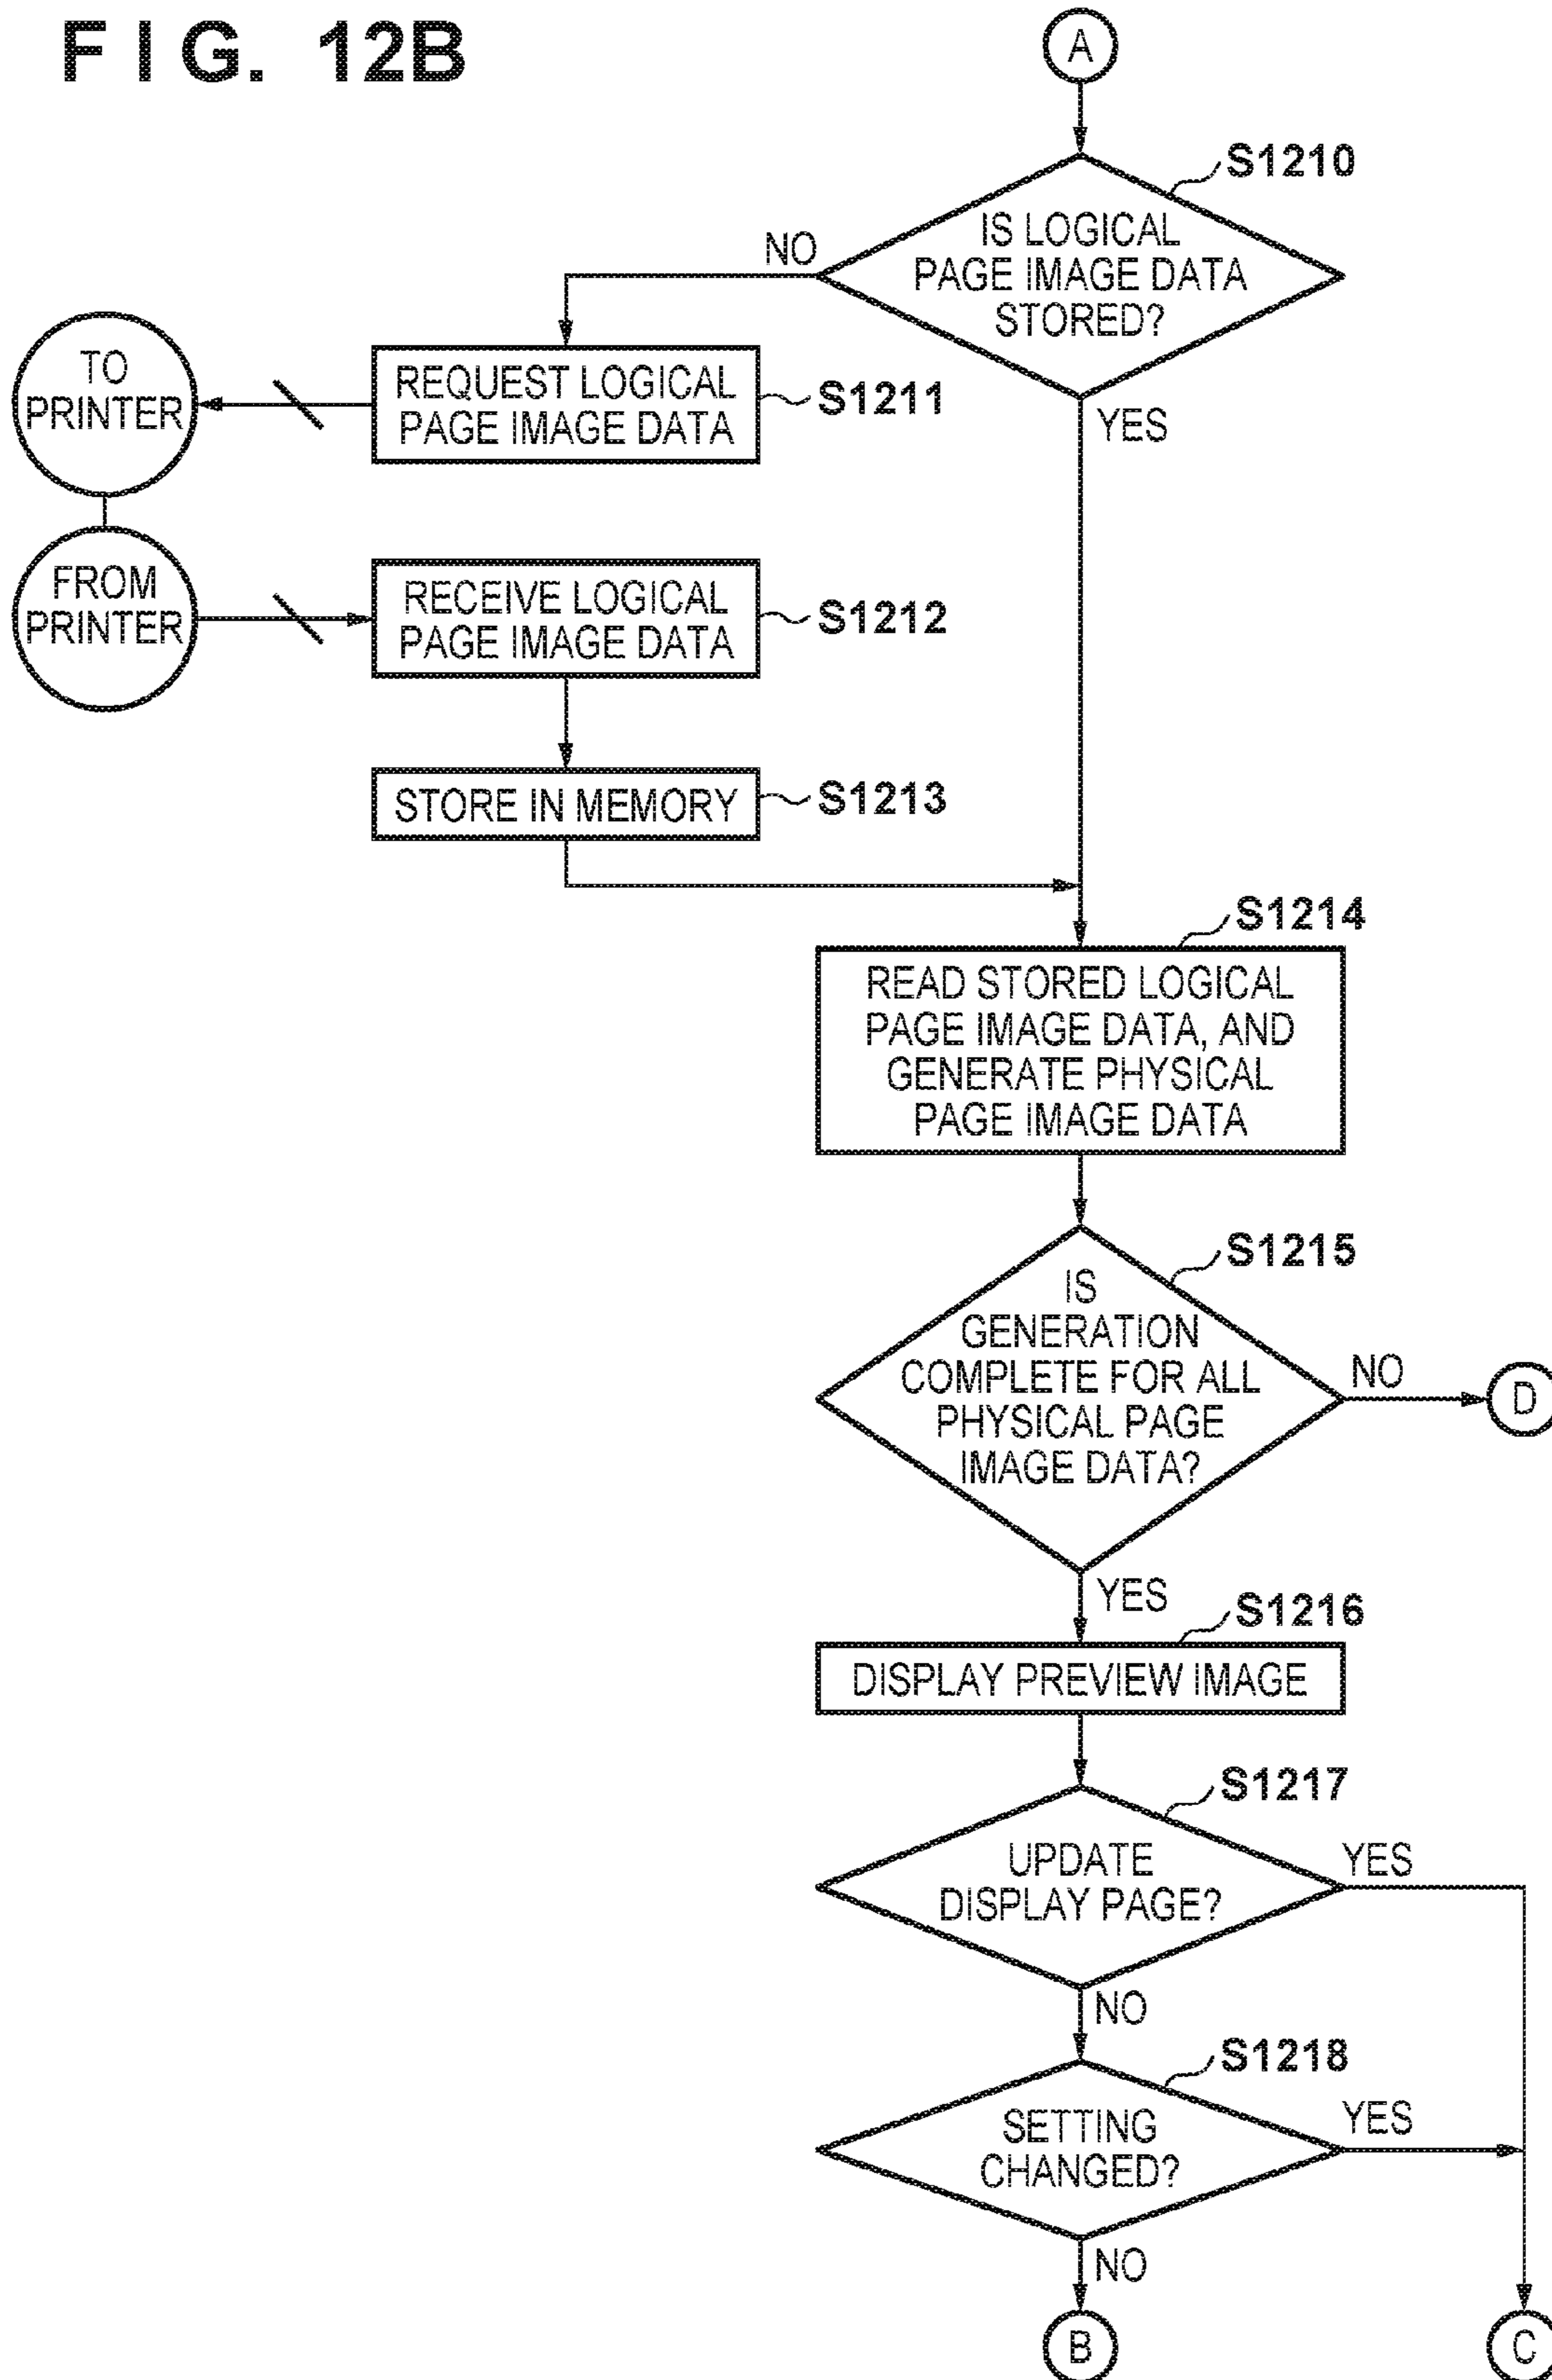 FIG. 12B
A
S1210
IS LOGICAL
PAGE IMAGE DATA
STORED?
NO
YES
TO
PRINTER
REQUEST LOGICAL
PAGE IMAGE DATA
S1211
FROM
PRINTER
RECEIVE LOGICAL
PAGE IMAGE DATA
S1212
STORE IN MEMORY
S1213
S1214
READ STORED LOGICAL
PAGE IMAGE DATA, AND
GENERATE PHYSICAL
PAGE IMAGE DATA
S1215
IS
GENERATION
COMPLETE FOR ALL
PHYSICAL PAGE
IMAGE DATA?
NO
D
YES
S1216
DISPLAY PREVIEW IMAGE
S1217
UPDATE
DISPLAY PAGE?
YES
NO
S1218
SETTING
CHANGED?
YES
NO
B
C